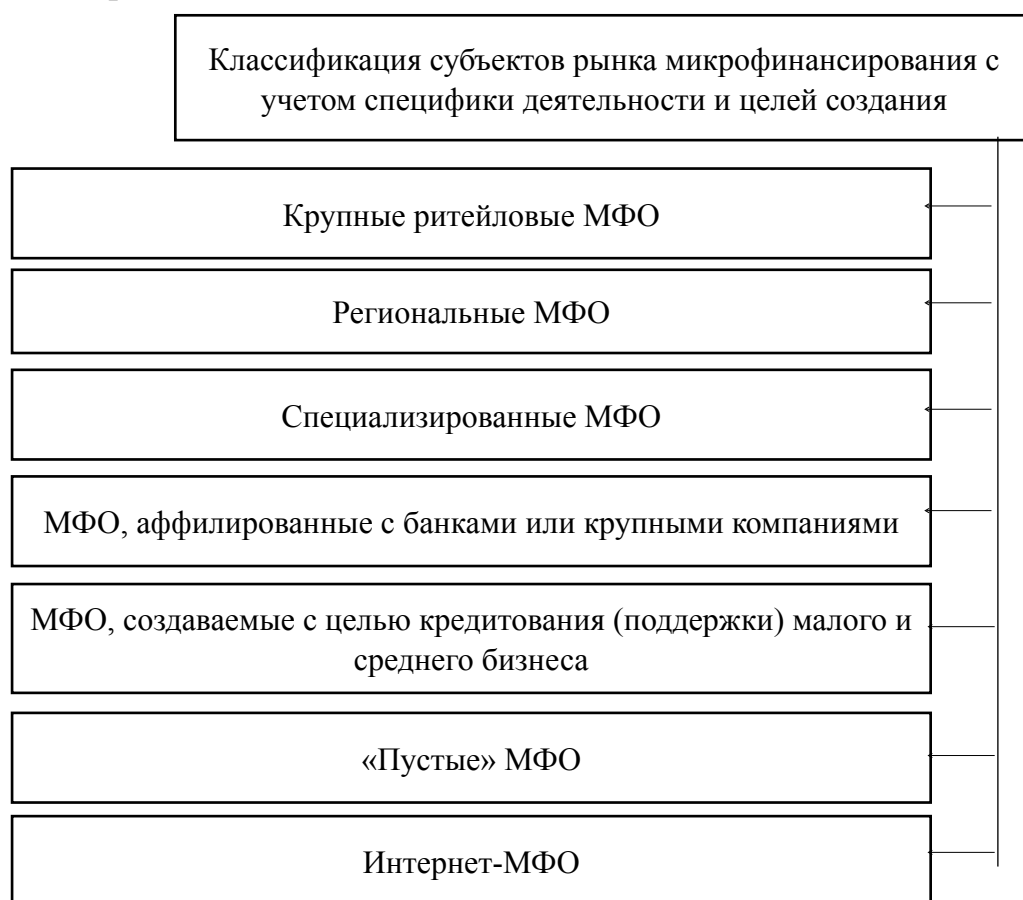 Классификация субъектов рынка микрофинансирования с
учетом специфики деятельности и целей создания
Крупные ритейловые МФО
Региональные МФО
Специализированные МФО
МФО, аффилированные с банками или крупными компаниями
МФО, создаваемые с целью кредитования (поддержки) малого и
среднего бизнеса
«Пустые» МФО
Интернет-МФО